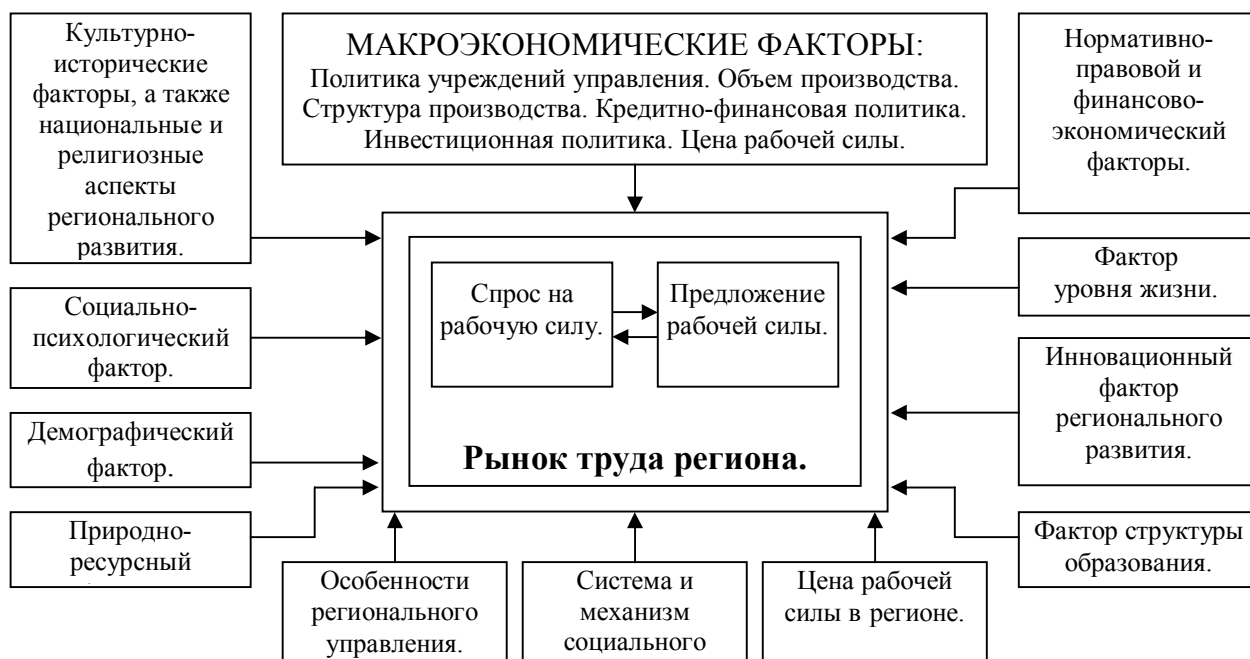 Культурно-
исторические
факторы, а также
национальные и
религиозные
аспекты
регионального
развития.
МАКРОЭКОНОМИЧЕСКИЕ ФАКТОРЫ:
Политика учреждений управления. Объем производства.
Структура производства. Кредитно-финансовая политика.
Инвестиционная политика. Цена рабочей силы.
Нормативно-
правовой и
финансово-
экономический
факторы.
Социально-
психологический
фактор.
Спрос на
рабочую силу.
Предложение
рабочей силы.
Фактор
уровня жизни.
Инновационный
фактор
регионального
развития.
Демографический
фактор.
Рынок труда региона.
Природно-
ресурсный
Фактор структуры
образования.
Особенности
регионального
управления.
Система и
механизм
социального
Цена рабочей
силы в регионе.